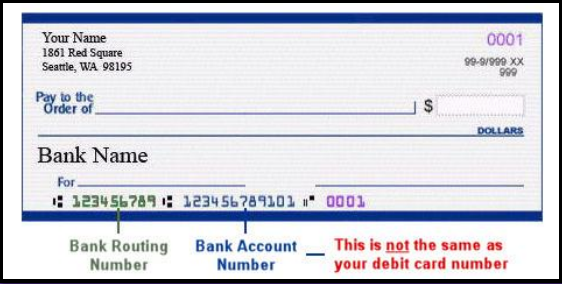 Your Name
1861 Red Square
Seattle, WA 98195
0001
99-9/999 XX
999
Pay to the
Order of
$
DOLLARS
Bank Name
For
⑆ 123456789 ⑆ 123456789101 ⑈ 0001
Bank Routing
Number
Bank Account
Number
This is not the same as
your debit card number